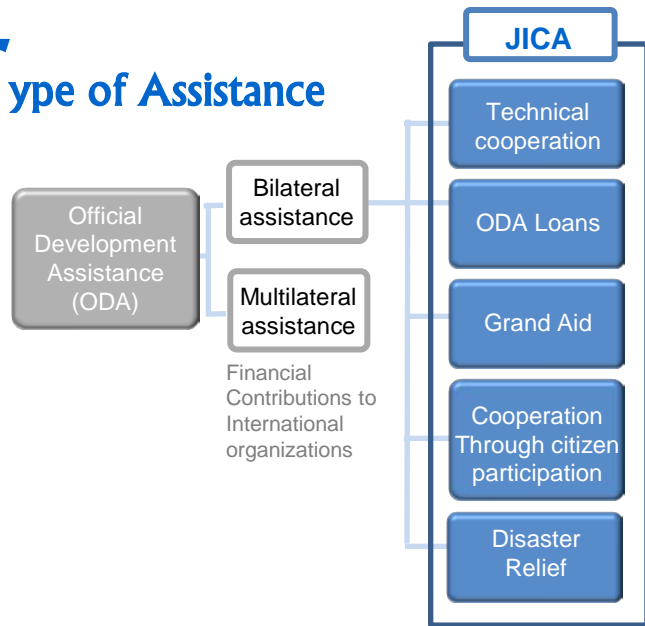 JICA
ype of Assistance
Technical
cooperation
Bilateral
assistance
Official
Development
Assistance
(ODA)
ODA Loans
Multilateral
assistance
Grand Aid
Financial
Contributions to
International
organizations
Cooperation
Through citizen
participation
Disaster
Relief